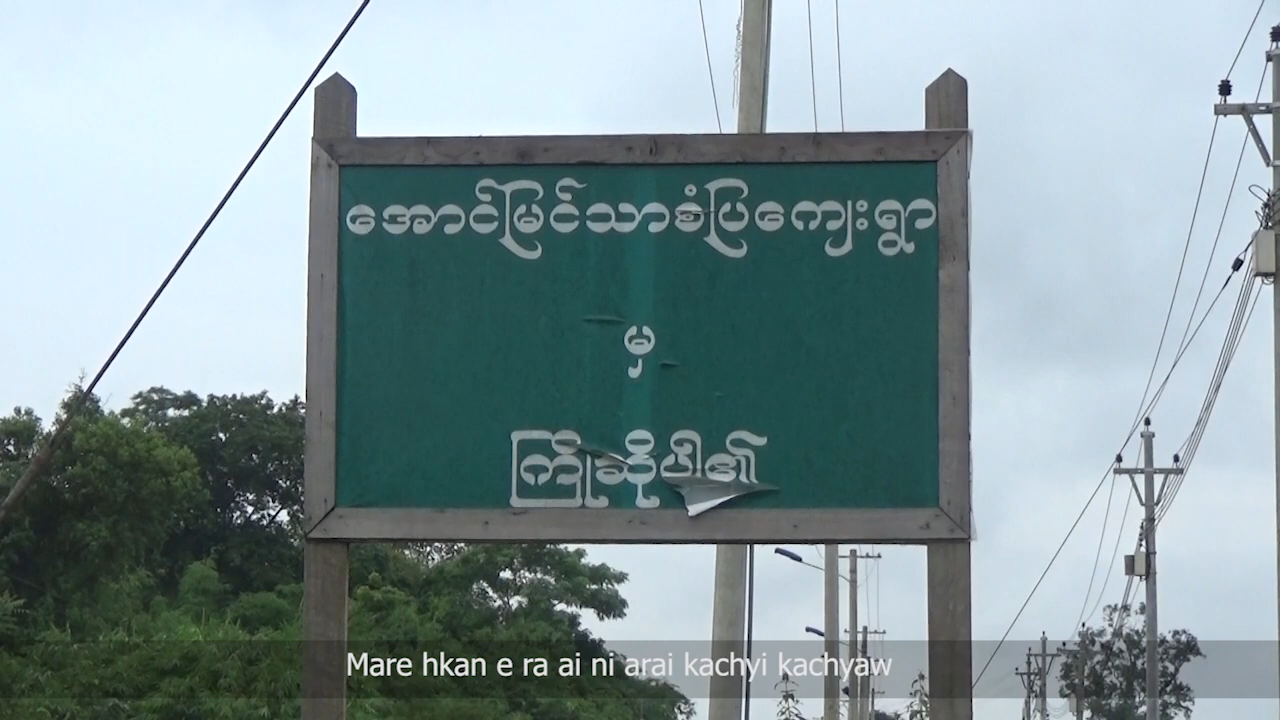 အောင်မြင်သာစံပြကျေးရွာ
မှ
ကြိုဆိုပါ၏
Mare hkan e ra ai ni arai kachyi kachyaw